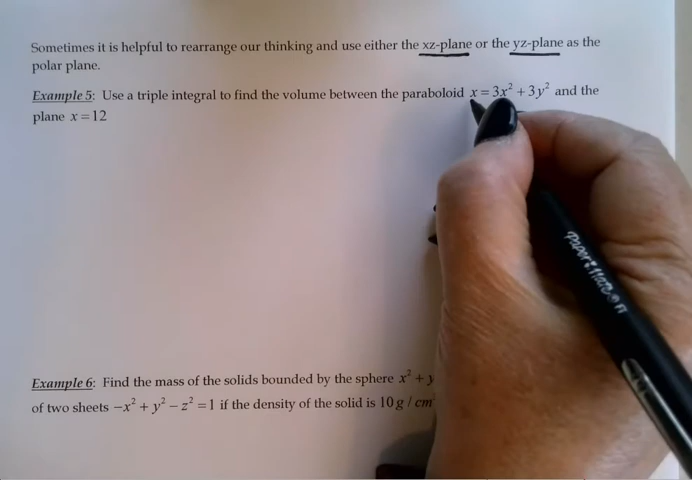 Sometimes it is helpful to rearrange our thinking and use either the xz-plane or the yz-plane as the
polar plane.
Example 5: Use a triple integral to find the volume between the paraboloid x = 3x² + 3y² and the
plane x = 12
Example 6: Find the mass of the solids bounded by the sphere x² + y
of two sheets −x² + y² − z² = 1 if the density of the solid is 10 g / cm
Paper Mate